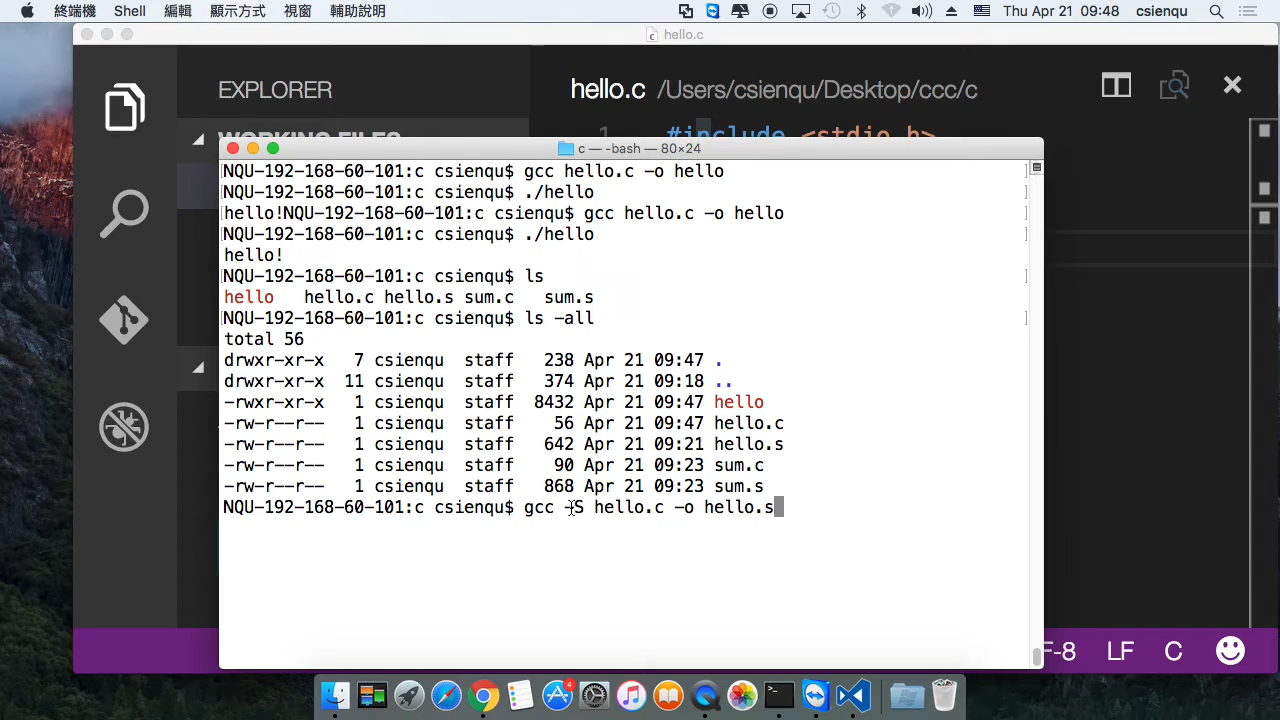 終端機 Shell 編輯 顯示方式 視窗 輔助說明 Thu Apr 21 09:48 csienqu
hello.c
EXPLORER
hello.c /Users/csienqu/Desktop/ccc/c
WORKING FILES
1 #include <stdio.h>
c — -bash — 80×24
NQU-192-168-60-101:c csienqu$ gcc hello.c -o hello
NQU-192-168-60-101:c csienqu$ ./hello
hello!NQU-192-168-60-101:c csienqu$ gcc hello.c -o hello
NQU-192-168-60-101:c csienqu$ ./hello
hello!
NQU-192-168-60-101:c csienqu$ ls
hello hello.c hello.s sum.c sum.s
NQU-192-168-60-101:c csienqu$ ls -all
total 56
drwxr-xr-x 7 csienqu staff 238 Apr 21 09:47 .
drwxr-xr-x 11 csienqu staff 374 Apr 21 09:18 ..
-rwxr-xr-x 1 csienqu staff 8432 Apr 21 09:47 hello
-rw-r--r-- 1 csienqu staff 56 Apr 21 09:47 hello.c
-rw-r--r-- 1 csienqu staff 642 Apr 21 09:21 hello.s
-rw-r--r-- 1 csienqu staff 90 Apr 21 09:23 sum.c
-rw-r--r-- 1 csienqu staff 868 Apr 21 09:23 sum.s
NQU-192-168-60-101:c csienqu$ gcc -S hello.c -o hello.s
F-8 LF C
4